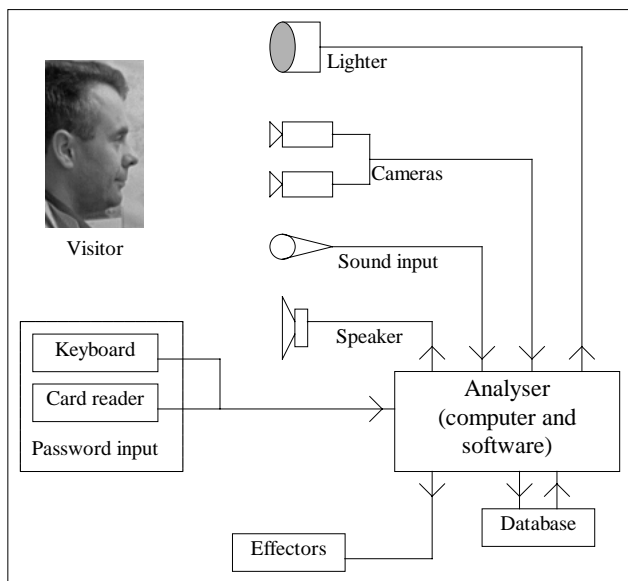 Lighter
Cameras
Visitor
Sound input
Speaker
Keyboard
Card reader
Password input
Analyser
(computer and
software)
Database
Effectors